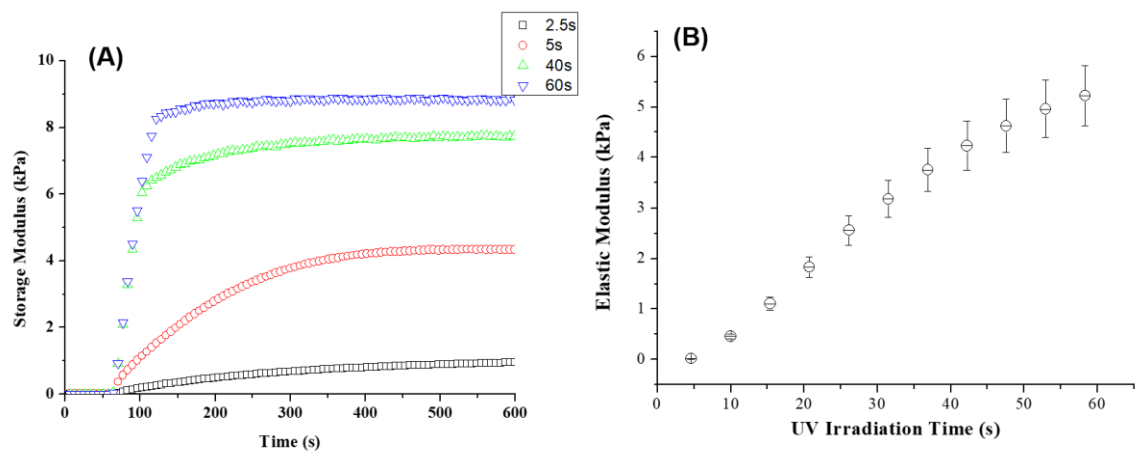 (A)
2.5s
5s
40s
60s
Storage Modulus (kPa)
10
8
6
4
2
0
0 100 200 300 400 500 600
Time (s)
(B)
Elastic Modulus (kPa)
6
5
4
3
2
1
0
0 10 20 30 40 50 60
UV Irradiation Time (s)